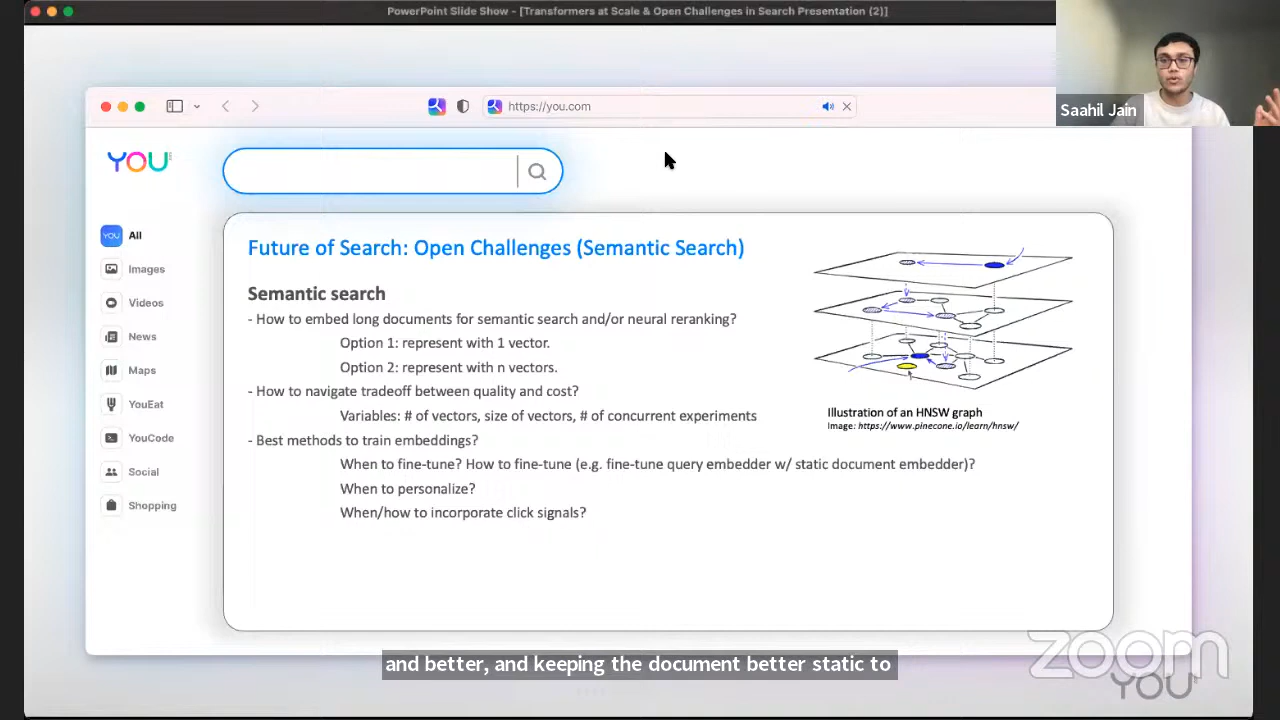 PowerPoint Slide Show - [Transformers at Scale & Open Challenges in Search Presentation (2)]
Saahil Jain
https://you.com
YOU
All
Images
Videos
News
Maps
YouEat
YouCode
Social
Shopping
Future of Search: Open Challenges (Semantic Search)
Semantic search
- How to embed long documents for semantic search and/or neural reranking?
Option 1: represent with 1 vector.
Option 2: represent with n vectors.
- How to navigate tradeoff between quality and cost?
Variables: # of vectors, size of vectors, # of concurrent experiments
- Best methods to train embeddings?
When to fine-tune? How to fine-tune (e.g. fine-tune query embedder w/ static document embedder)?
When to personalize?
When/how to incorporate click signals?
Illustration of an HNSW graph
Image: https://www.pinecone.io/learn/hnsw/
and better, and keeping the document better static to
zoom
YOU